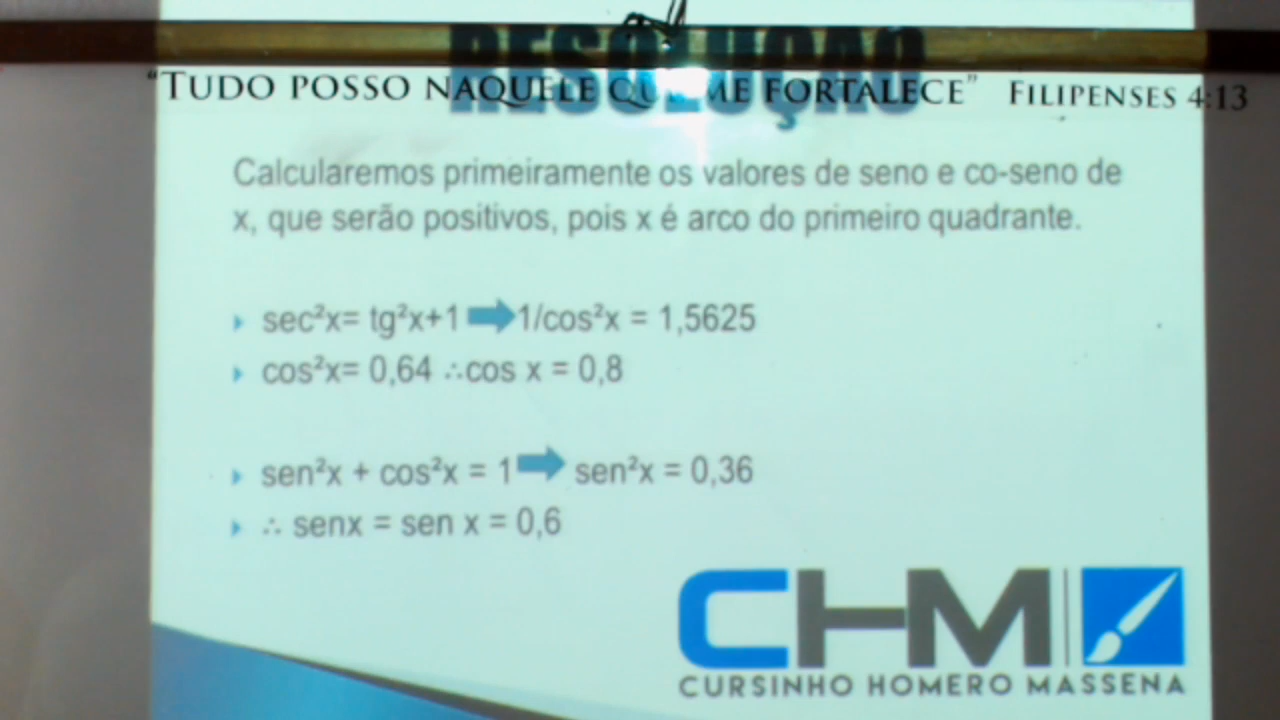 RESOLUÇÃO
“TUDO POSSO NAQUELE QUE ME FORTALECE” FILIPENSES 4:13
Calcularemos primeiramente os valores de seno e co-seno de
x, que serão positivos, pois x é arco do primeiro quadrante.
sec²x= tg²x+1 ➡ 1/cos²x = 1,5625
cos²x= 0,64 ∴cos x = 0,8
sen²x + cos²x = 1 ➡ sen²x = 0,36
∴ senx = sen x = 0,6
CHM
CURSINHO HOMERO MASSENA